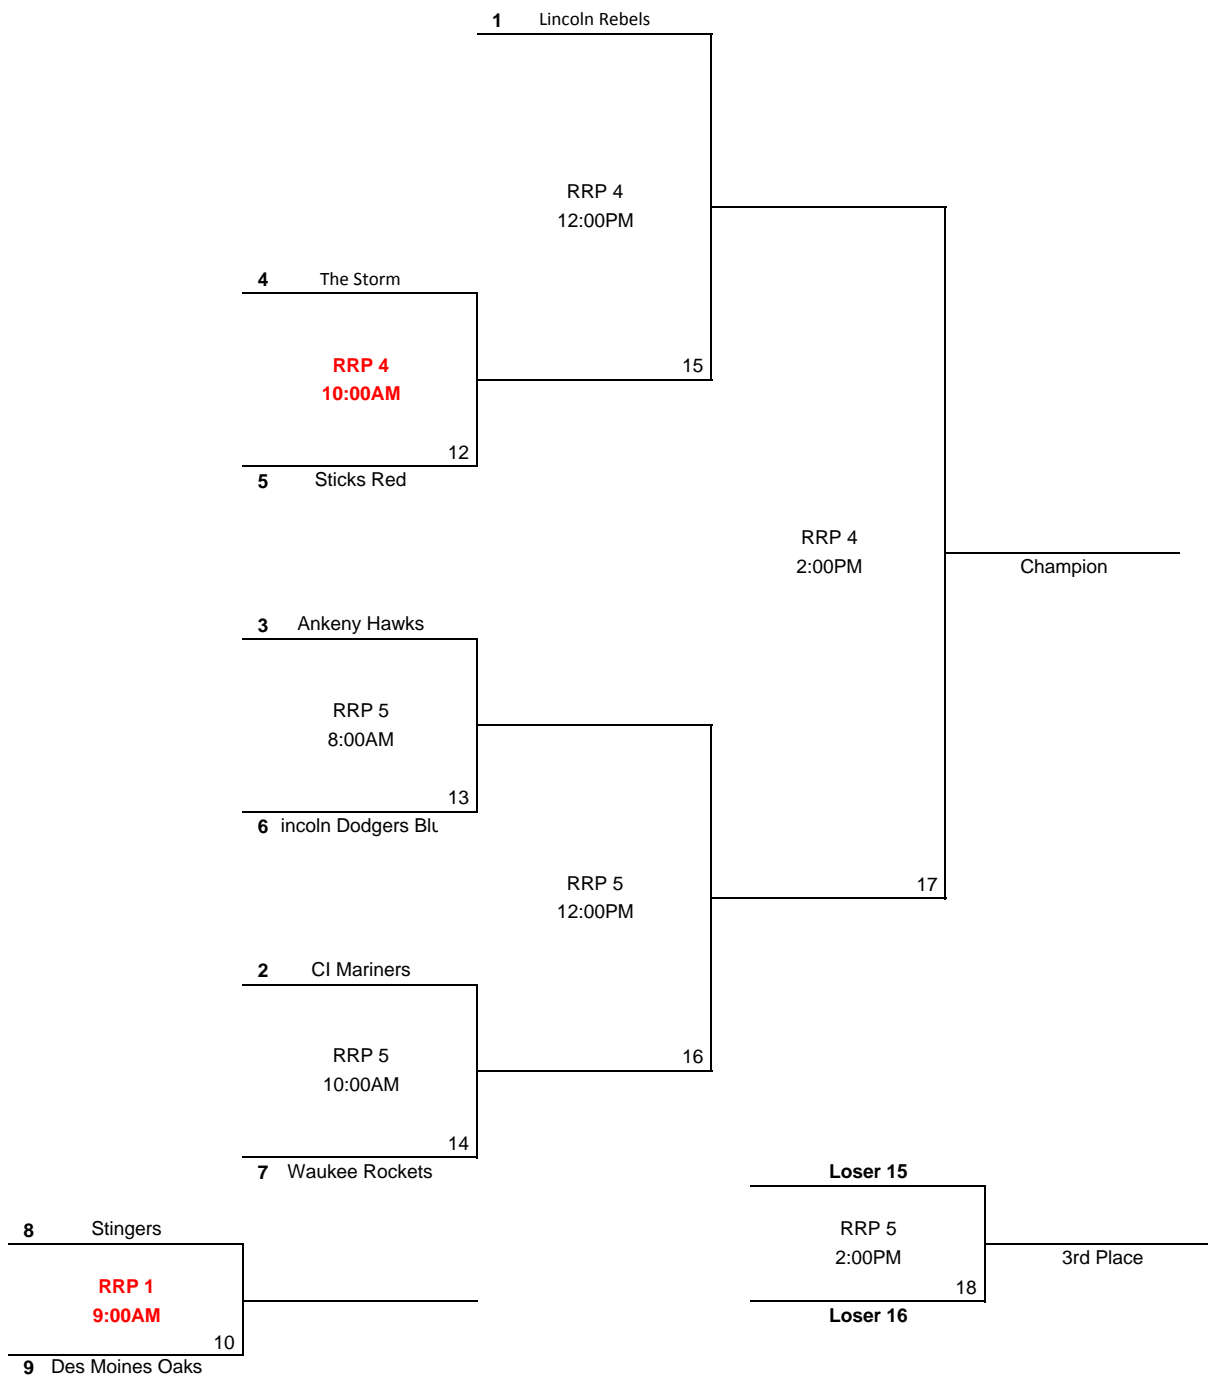 1 Lincoln Rebels
RRP 4
12:00PM
4 The Storm
RRP 4
10:00AM
15
12
5 Sticks Red
RRP 4
2:00PM
Champion
3 Ankeny Hawks
RRP 5
8:00AM
13
6 incoln Dodgers Blu
RRP 5
12:00PM
17
2 CI Mariners
RRP 5
10:00AM
16
14
7 Waukee Rockets
Loser 15
8 Stingers
RRP 5
2:00PM
3rd Place
RRP 1
9:00AM
18
Loser 16
10
9 Des Moines Oaks